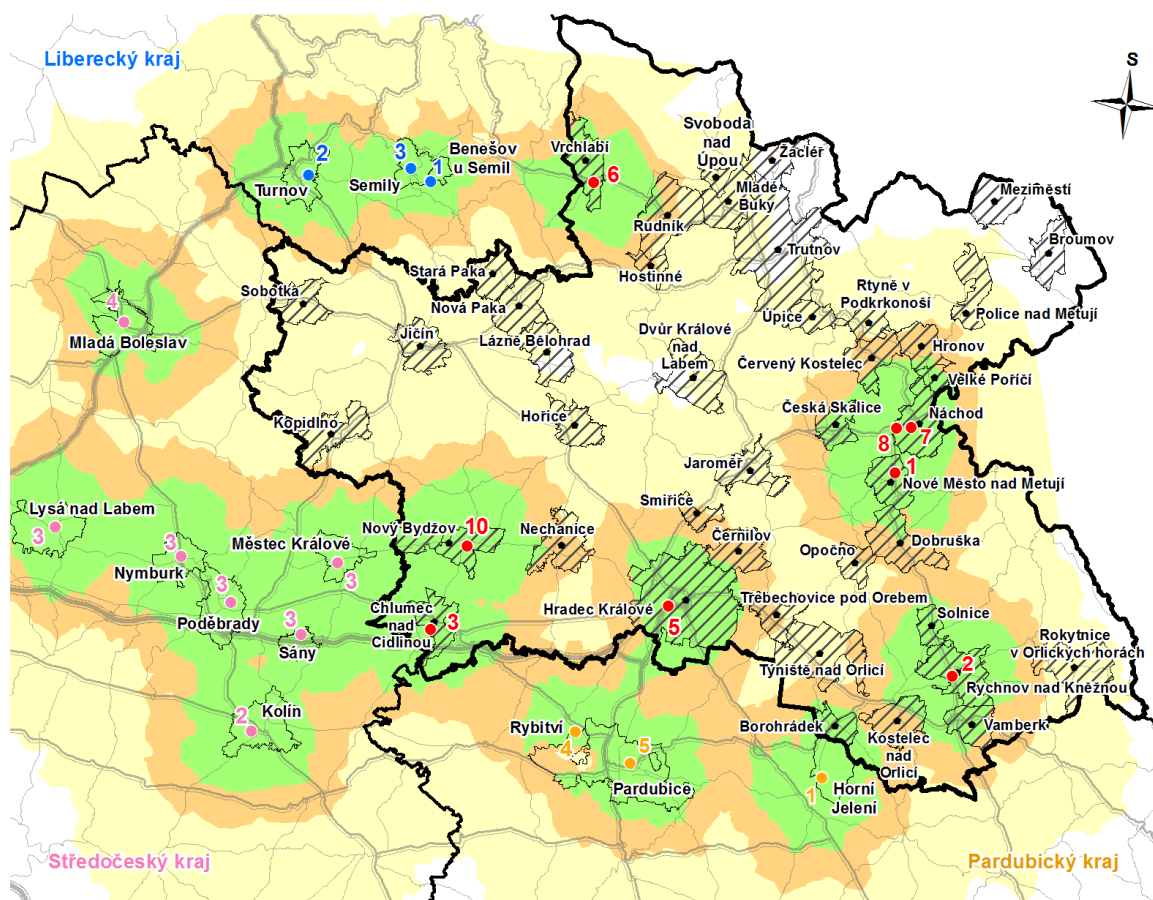 Liberecký kraj
S
Svoboda
nad
Úpou
Vrchlabí
Žacléř
2
3
1
Benešov
u Semil
Semily
Turnov
6
Mladé
Buky
Meziměstí
Rudník
Trutnov
Broumov
Hostinné
Stará Paka
Sobotka
Nová Paka
Rtyně v
Podkrkonoší
Úpice
Police nad Metují
4
Mladá Boleslav
Jičín
Lázně Bělohrad
Dvůr Králové
nad
Labem
Hronov
Červený Kostelec
Velké Poříčí
Česká Skalice
Náchod
Kopidlno
Hořice
8
7
Jaroměř
1
Nové Město nad Metují
Lysá nad Labem
3
Smiřice
Nový Bydžov
10
Nechanice
Městec Králové
3
3
Nymburk
Černilov
Opočno
Dobruška
3
Poděbrady
Chlumec
nad
Cidlinou
3
Hradec Králové
5
Třebechovice pod Orebem
Solnice
3
Sány
Rokytnice
v Orlických horách
Týniště nad Orlicí
2
Rychnov nad Kněžnou
2
Kolín
Rybitví
4
5
Pardubice
Borohrádek
Kostelec
nad
Orlicí
Vamberk
1
Horní
Jelení
Středočeský kraj
Pardubický kraj